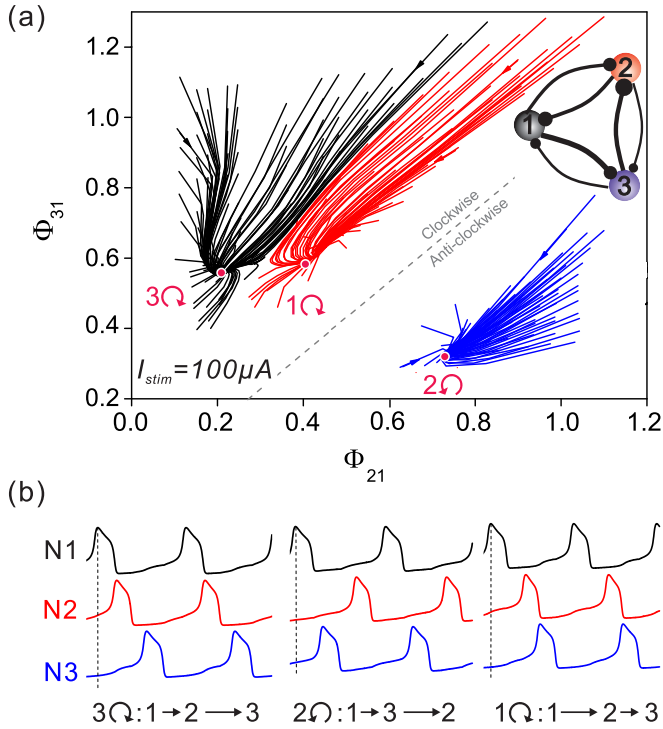 (a)
1.2
1.0
0.8
0.6
0.4
0.2
Φ31
0.0 0.2 0.4 0.6 0.8 1.0 1.2
Φ21
1
2
3
Clockwise
Anti-clockwise
3↻
1↻
2↺
Istim=100μA
(b)
N1
N2
N3
3↻:1→2⟶3 2↺:1→3⟶2 1↻:1⟶2→3